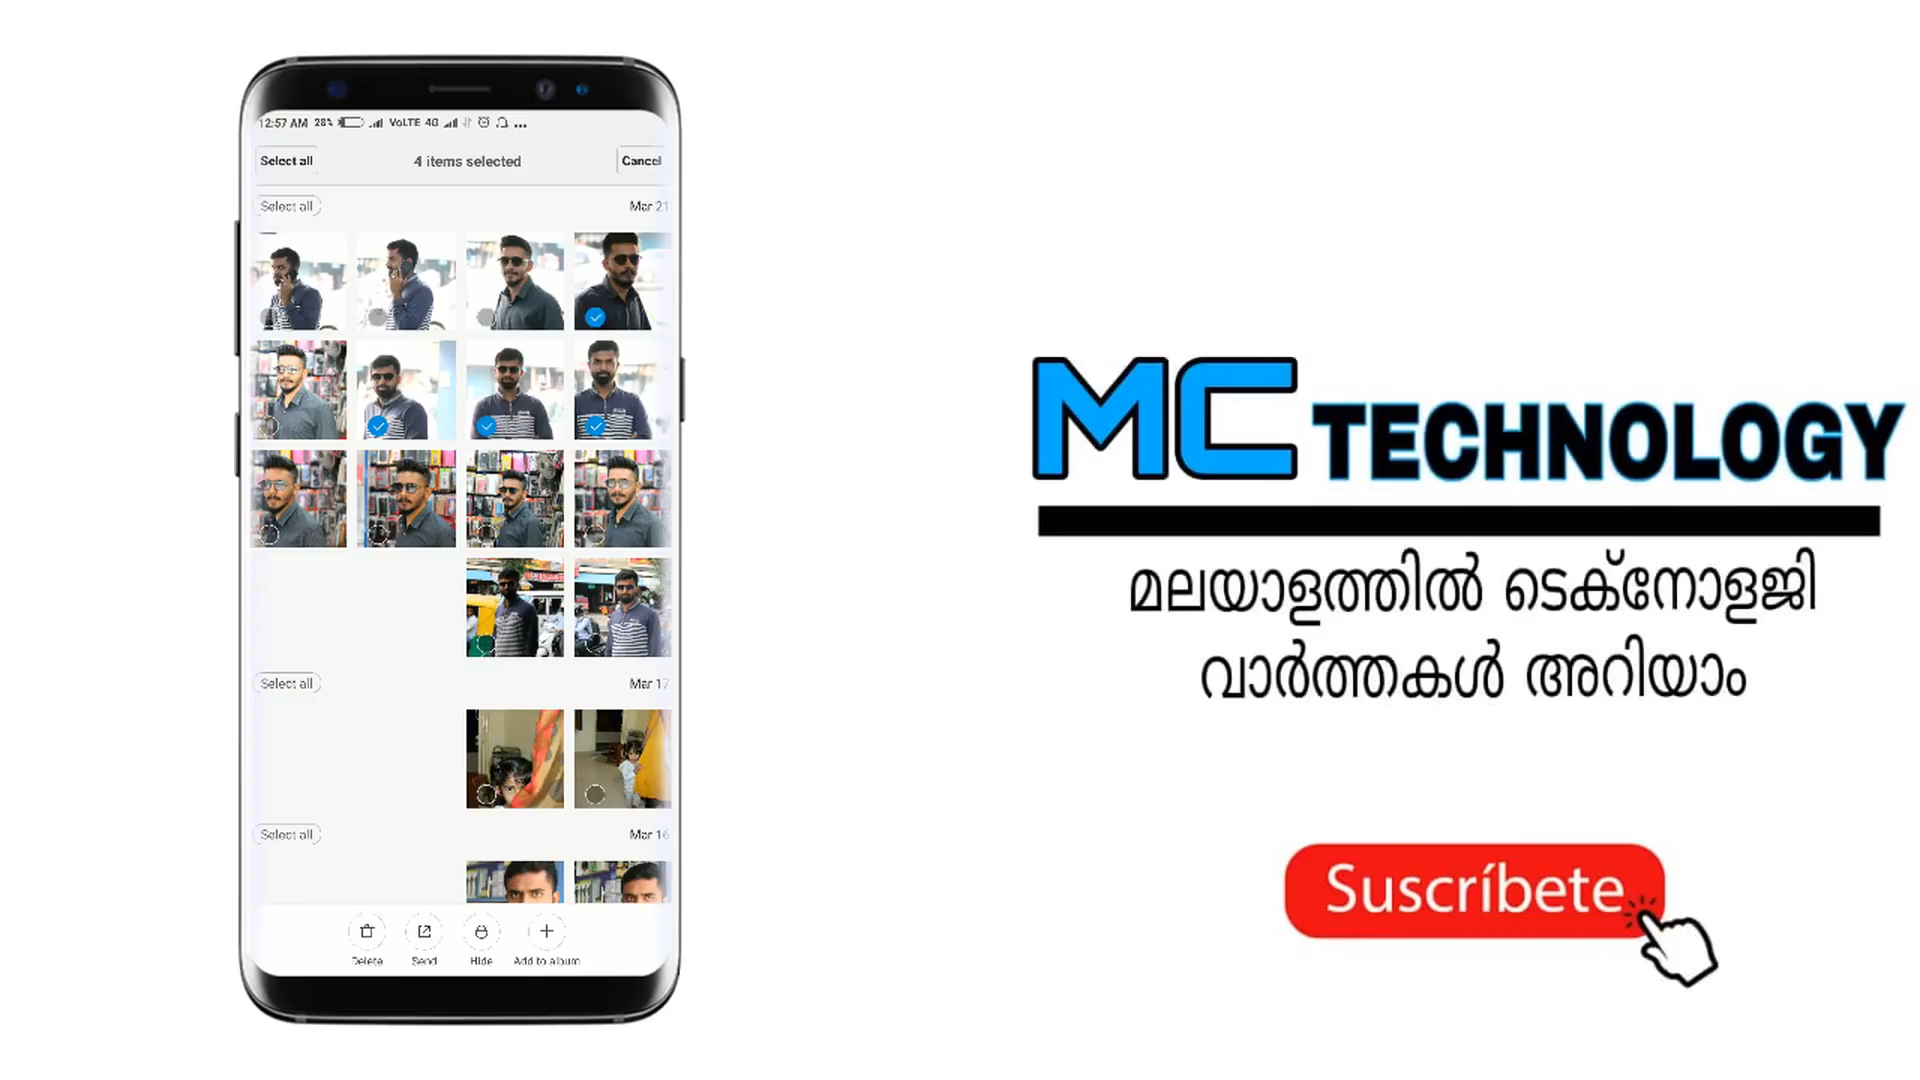 12:57 AM 28% VoLTE 4G ...
Select all 4 items selected Cancel
Select all Mar 21
Select all Mar 17
Select all Mar 16
Delete Send Hide Add to album
MC TECHNOLOGY
മലയാളത്തിൽ ടെക്നോളജി
വാർത്തകൾ അറിയാം
Suscríbete